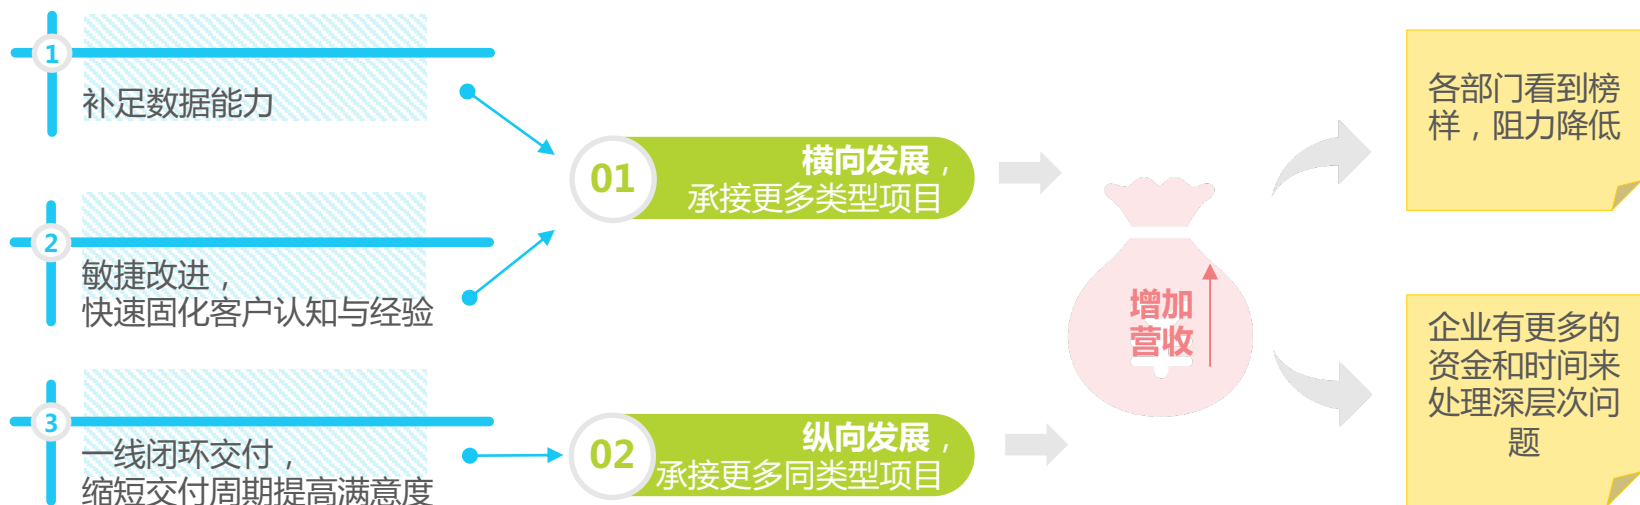 1
补足数据能力
2
敏捷改进，
快速固化客户认知与经验
3
一线闭环交付，
缩短交付周期提高满意度
01
横向发展，
承接更多类型项目
02
纵向发展，
承接更多同类型项目
增加
营收
各部门看到榜
样，阻力降低
企业有更多的
资金和时间来
处理深层次问
题